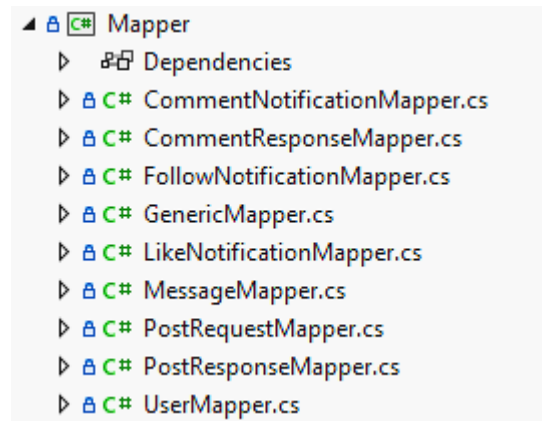 C# Mapper
Dependencies
C# CommentNotificationMapper.cs
C# CommentResponseMapper.cs
C# FollowNotificationMapper.cs
C# GenericMapper.cs
C# LikeNotificationMapper.cs
C# MessageMapper.cs
C# PostRequestMapper.cs
C# PostResponseMapper.cs
C# UserMapper.cs